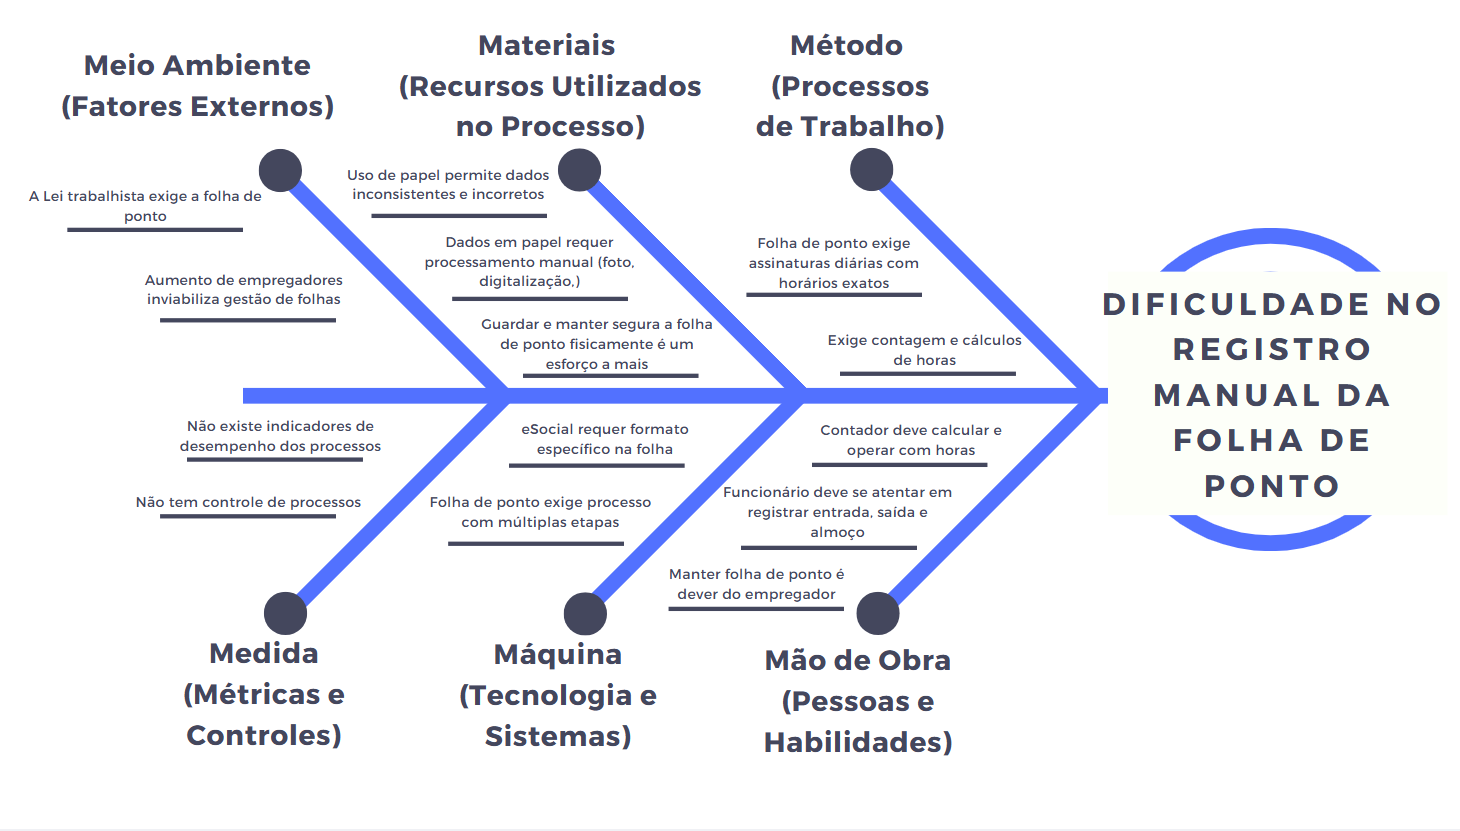 Meio Ambiente
(Fatores Externos)
Materiais
(Recursos Utilizados
no Processo)
Método
(Processos
de Trabalho)
A Lei trabalhista exige a folha de
ponto
Aumento de empregadores
inviabiliza gestão de folhas
Uso de papel permite dados
inconsistentes e incorretos
Dados em papel requer
processamento manual (foto,
digitalização,)
Guardar e manter segura a folha
de ponto fisicamente é um
esforço a mais
Folha de ponto exige
assinaturas diárias com
horários exatos
Exige contagem e cálculos
de horas
DIFICULDADE NO
REGISTRO
MANUAL DA
FOLHA DE
PONTO
Não existe indicadores de
desempenho dos processos
Não tem controle de processos
eSocial requer formato
específico na folha
Folha de ponto exige processo
com múltiplas etapas
Contador deve calcular e
operar com horas
Funcionário deve se atentar em
registrar entrada, saída e
almoço
Manter folha de ponto é
dever do empregador
Medida
(Métricas e
Controles)
Máquina
(Tecnologia e
Sistemas)
Mão de Obra
(Pessoas e
Habilidades)